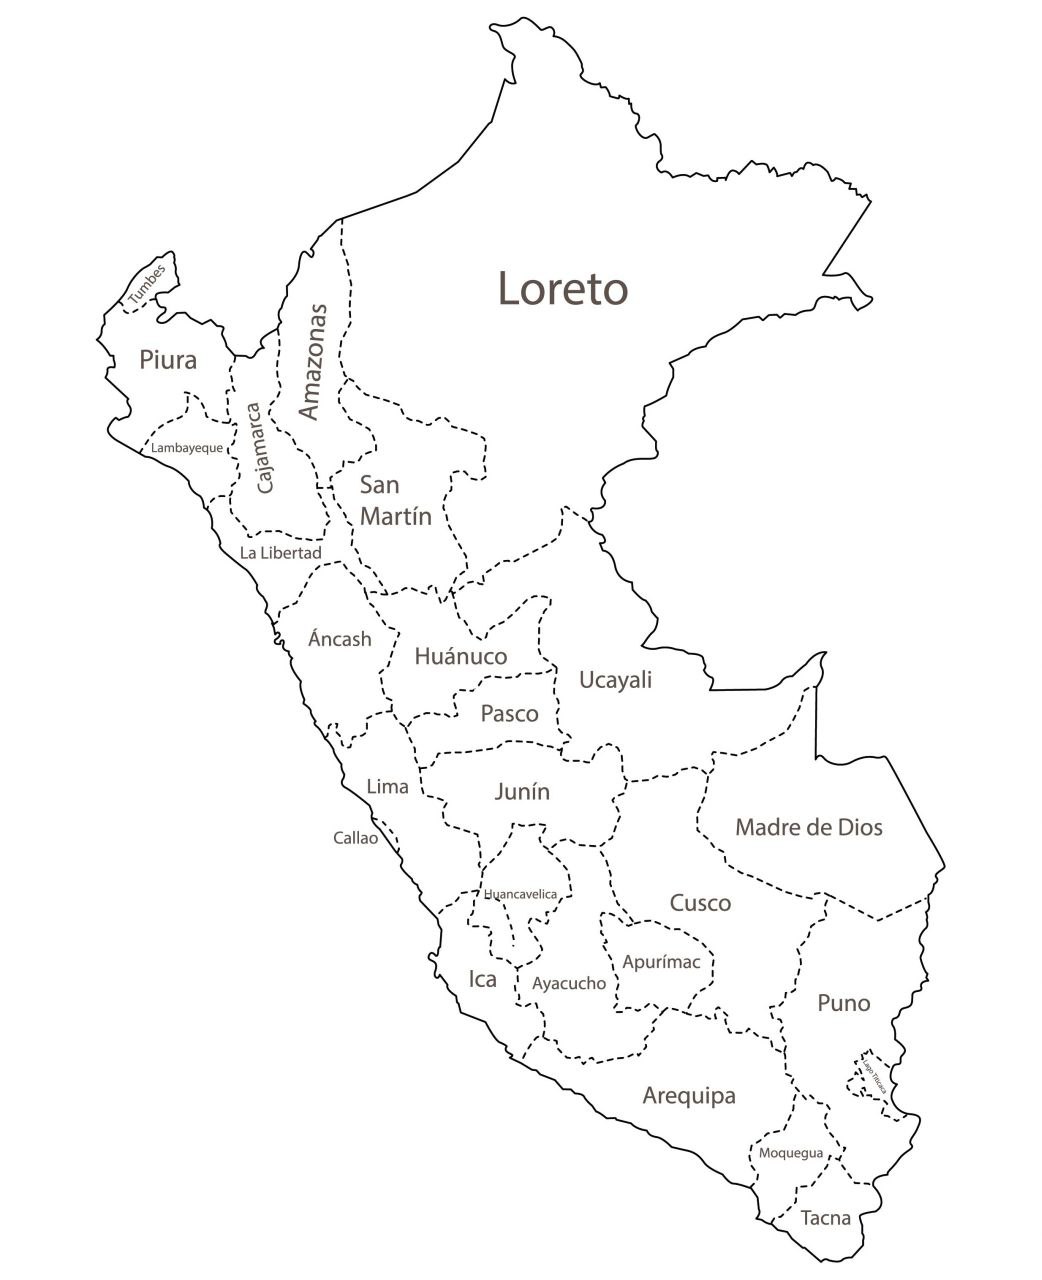 Loreto
Tumbes
Piura
Amazonas
Cajamarca
Lambayeque
San
Martín
La Libertad
Áncash
Huánuco
Ucayali
Pasco
Lima
Junín
Callao
Madre de Dios
Huancavelica
Cusco
Ica
Apurímac
Ayacucho
Puno
Lago Titicaca
Arequipa
Moquegua
Tacna